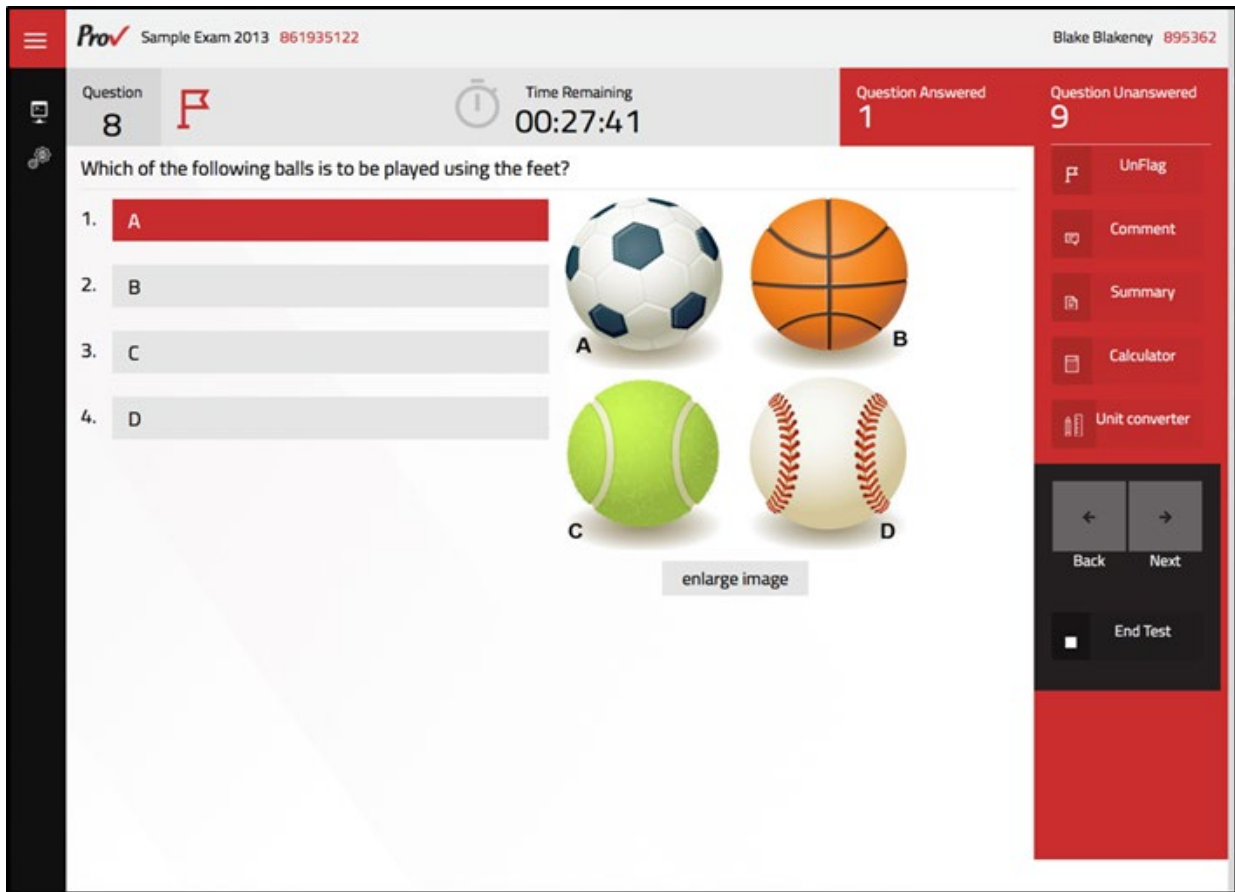 Prov Sample Exam 2013 861935122
Blake Blakeney 895362
Question
8
Time Remaining
00:27:41
Question Answered
1
Question Unanswered
9
Which of the following balls is to be played using the feet?
1. A
2. B
3. C
4. D
A
B
C
D
enlarge image
UnFlag
Comment
Summary
Calculator
Unit converter
Back
Next
End Test